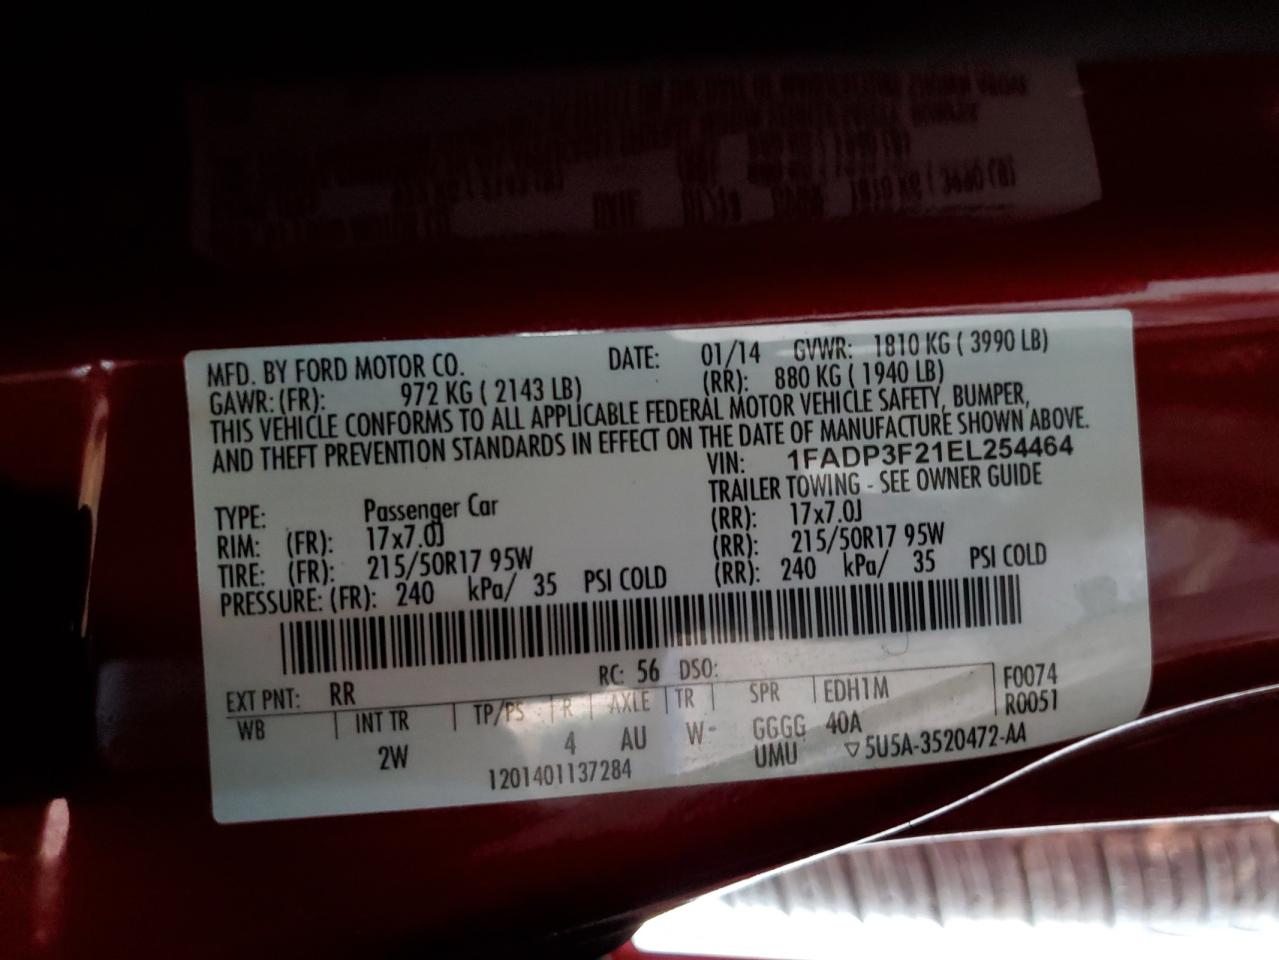 MFD. BY FORD MOTOR CO. DATE: 01/14 GVWR: 1810 KG ( 3990 LB)
GAWR: (FR): 972 KG ( 2143 LB) (RR): 880 KG ( 1940 LB)
THIS VEHICLE CONFORMS TO ALL APPLICABLE FEDERAL MOTOR VEHICLE SAFETY, BUMPER,
AND THEFT PREVENTION STANDARDS IN EFFECT ON THE DATE OF MANUFACTURE SHOWN ABOVE.
VIN: 1FADP3F21EL254464
TYPE: Passenger Car TRAILER TOWING - SEE OWNER GUIDE
RIM: (FR): 17x7.0J (RR): 17x7.0J
TIRE: (FR): 215/50R17 95W (RR): 215/50R17 95W
PRESSURE: (FR): 240 kPa/ 35 PSI COLD (RR): 240 kPa/ 35 PSI COLD
EXT PNT: RR RC: 56 DSO: F0074
WB INT TR TP/PS R AXLE TR SPR EDH1M R0051
2W 4 AU W- GGGG 40A
1201401137284 UMU ▽5U5A-3520472-AA